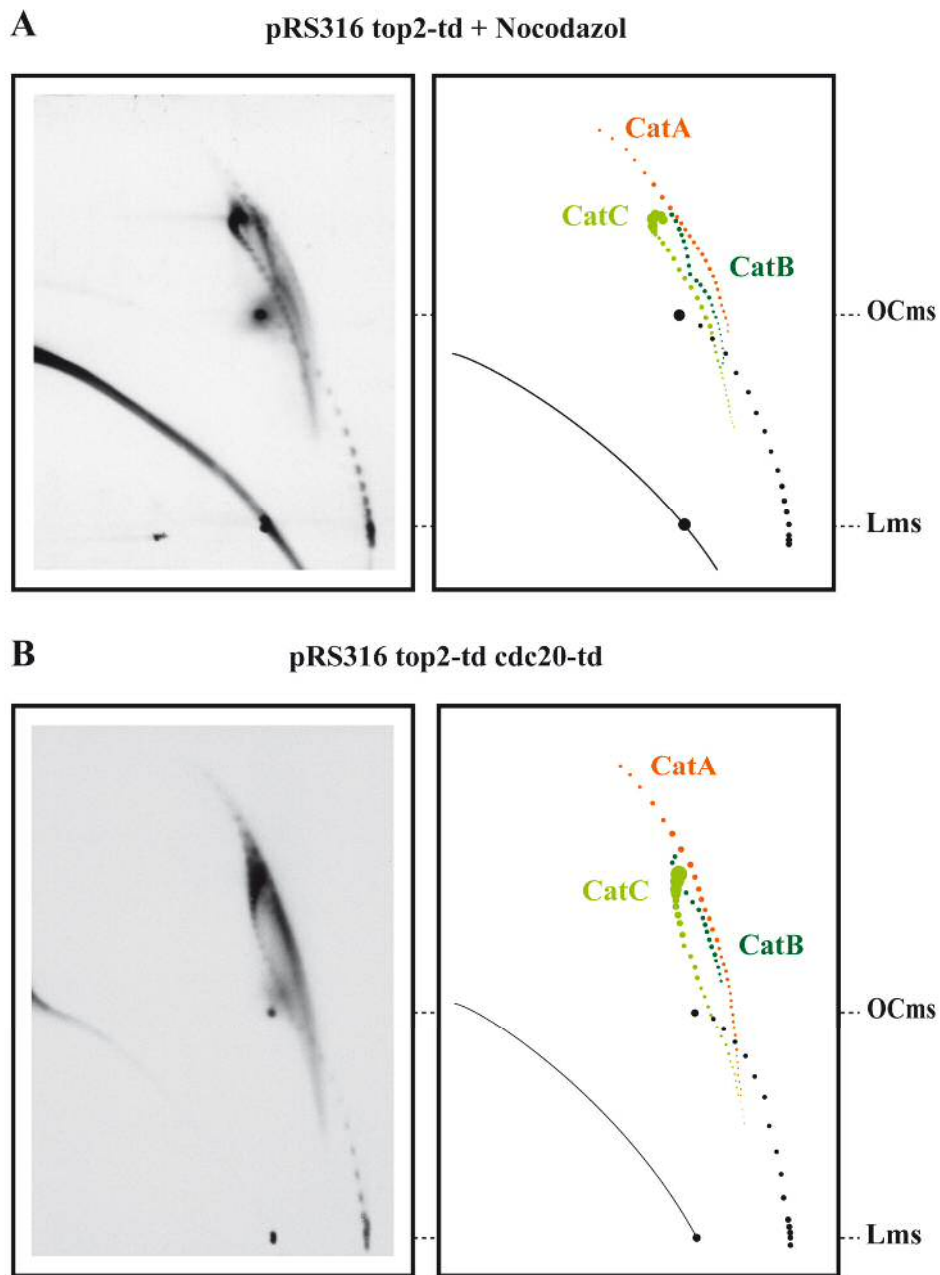 A
pRS316 top2-td + Nocodazol
CatA
CatC
CatB
OCms
Lms
B
pRS316 top2-td cdc20-td
CatA
CatC
CatB
OCms
Lms